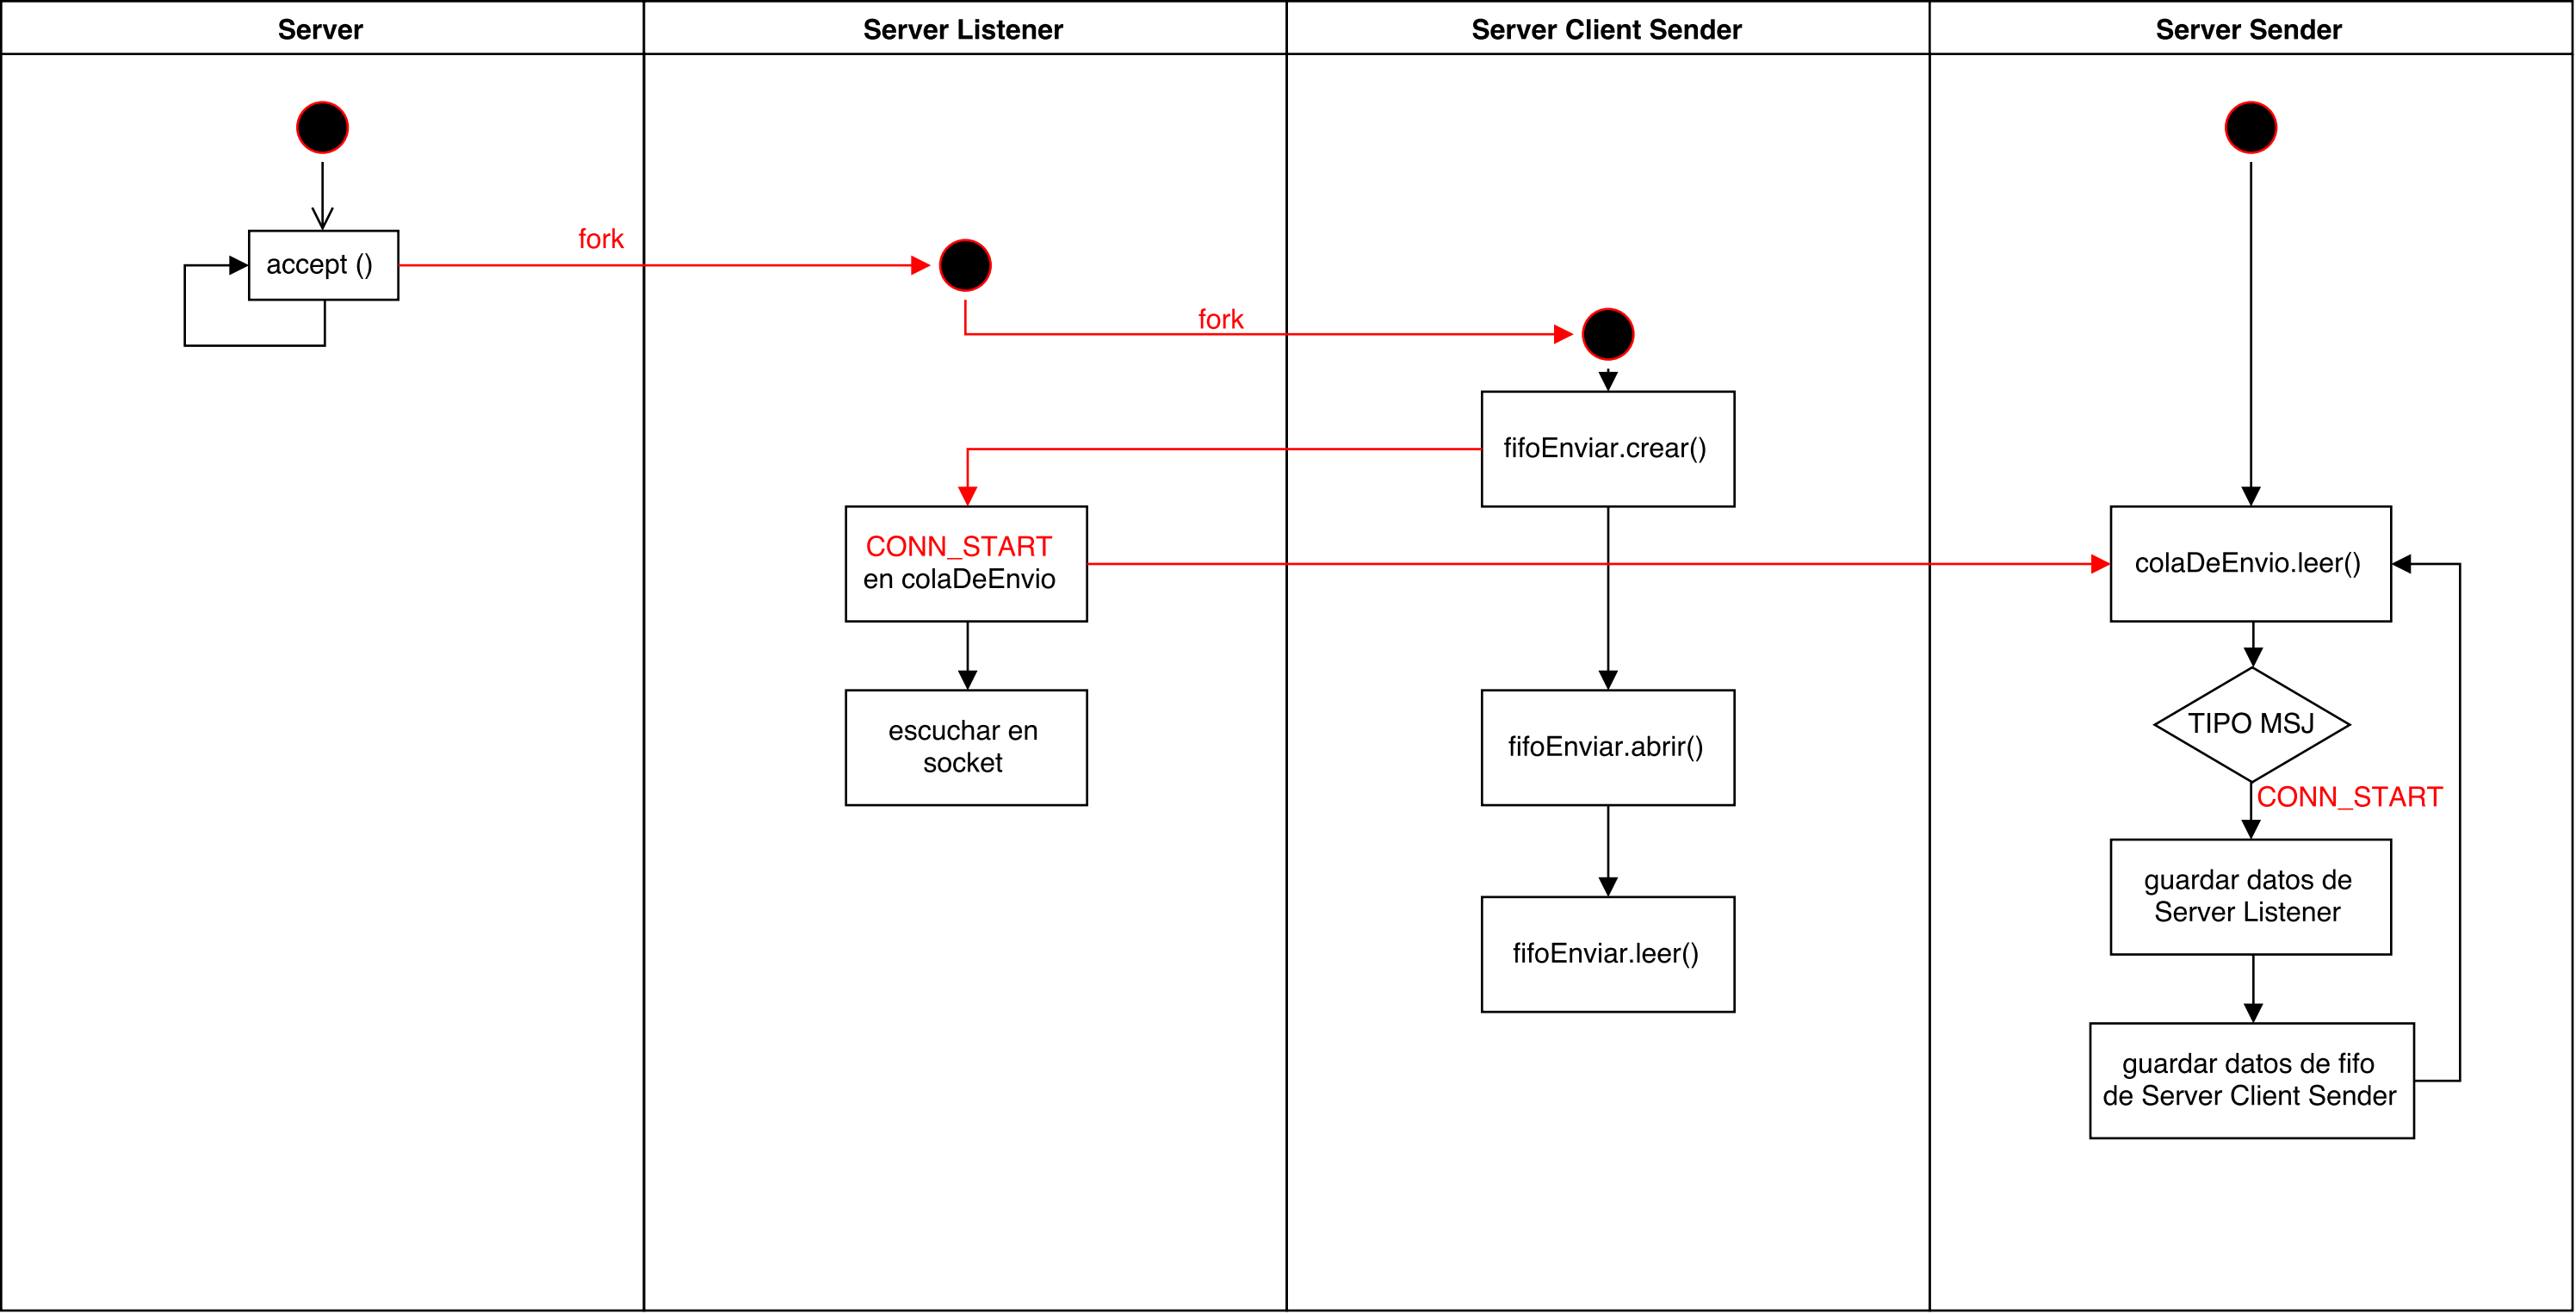 Server
Server Listener
Server Client Sender
Server Sender
accept ()
fork
fork
fifoEnviar.crear()
CONN_START
en colaDeEnvio
colaDeEnvio.leer()
escuchar en
socket
fifoEnviar.abrir()
TIPO MSJ
CONN_START
guardar datos de
Server Listener
fifoEnviar.leer()
guardar datos de fifo
de Server Client Sender